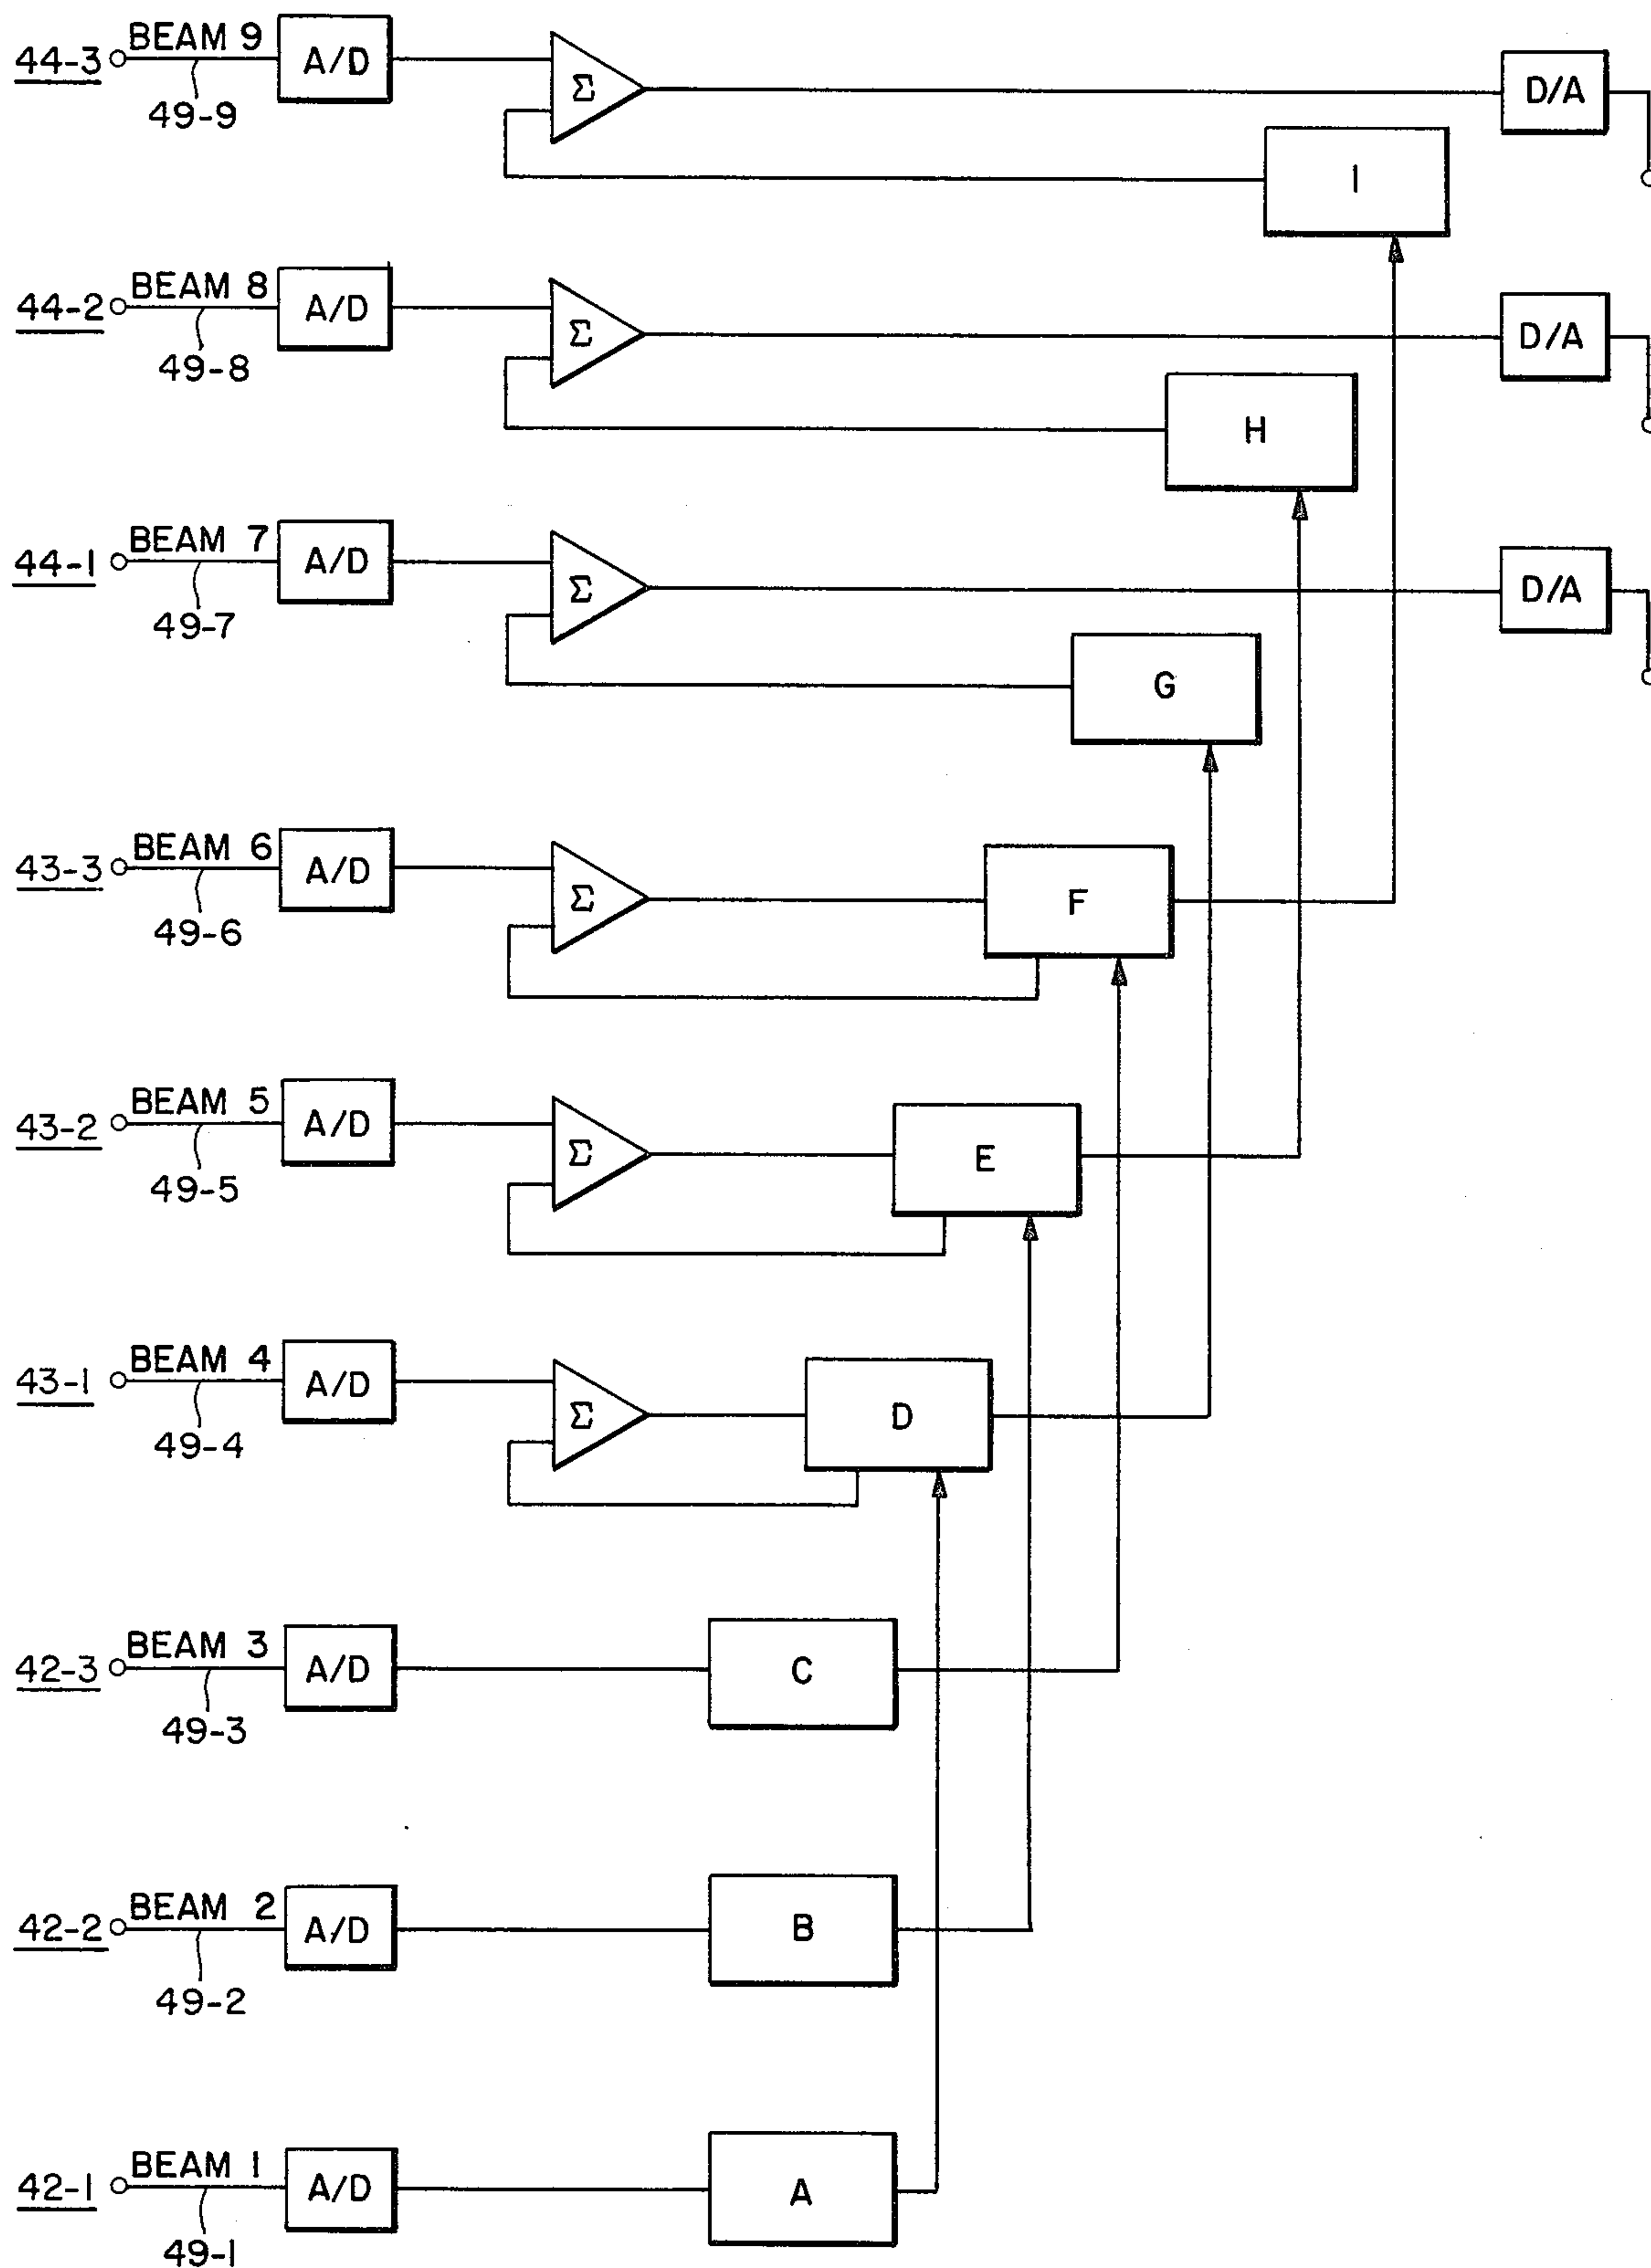 BEAM 9
44-3
A/D
49-9
Σ
D/A
I
BEAM 8
44-2
A/D
49-8
Σ
D/A
H
BEAM 7
44-1
A/D
49-7
Σ
D/A
G
BEAM 6
43-3
A/D
49-6
Σ
F
BEAM 5
43-2
A/D
49-5
Σ
E
BEAM 4
43-1
A/D
49-4
Σ
D
BEAM 3
42-3
A/D
49-3
C
BEAM 2
42-2
A/D
49-2
B
BEAM 1
42-1
A/D
49-1
A